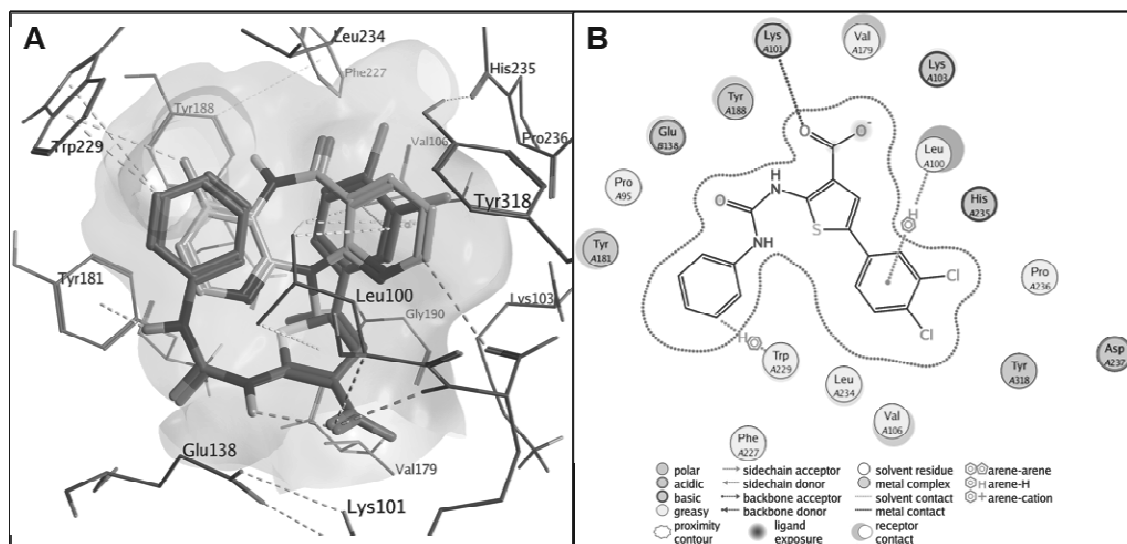 A
Leu234
Phe227
His235
Tyr188
Trp229
Val106
Pro236
Tyr318
Tyr181
Leu100
Lys103
Gly190
Glu138
Val179
Lys101
B
Lys
A101
Val
A179
Lys
A103
Tyr
A188
Glu
Leu
A100
O
O⁻
H
N
Pro
A95
His
A235
O
S
H
NH
Tyr
A181
Cl
Pro
A236
Cl
H
Trp
A229
Asp
A237
Leu
A234
Tyr
A318
Val
A106
Phe
A227
polar sidechain acceptor solvent residue arene-arene
acidic sidechain donor metal complex H arene-H
basic backbone acceptor solvent contact + arene-cation
greasy backbone donor metal contact
proximity contour ligand exposure receptor contact